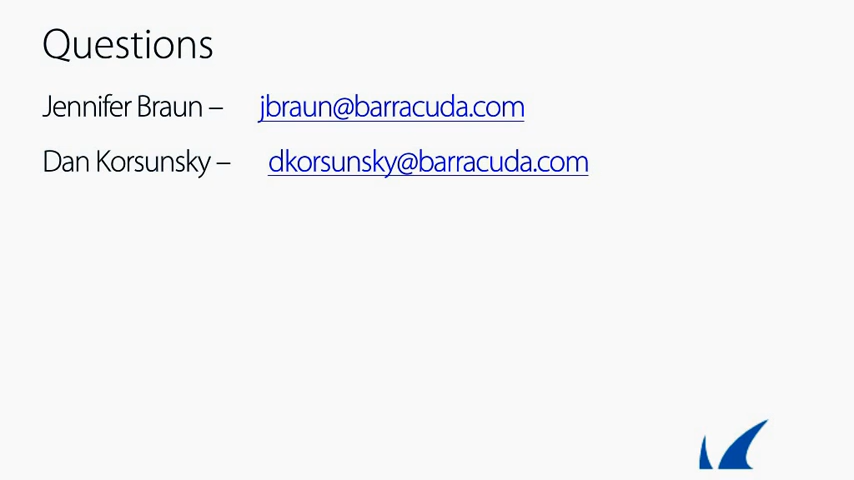 Questions
Jennifer Braun – jbraun@barracuda.com
Dan Korsunsky – dkorsunsky@barracuda.com